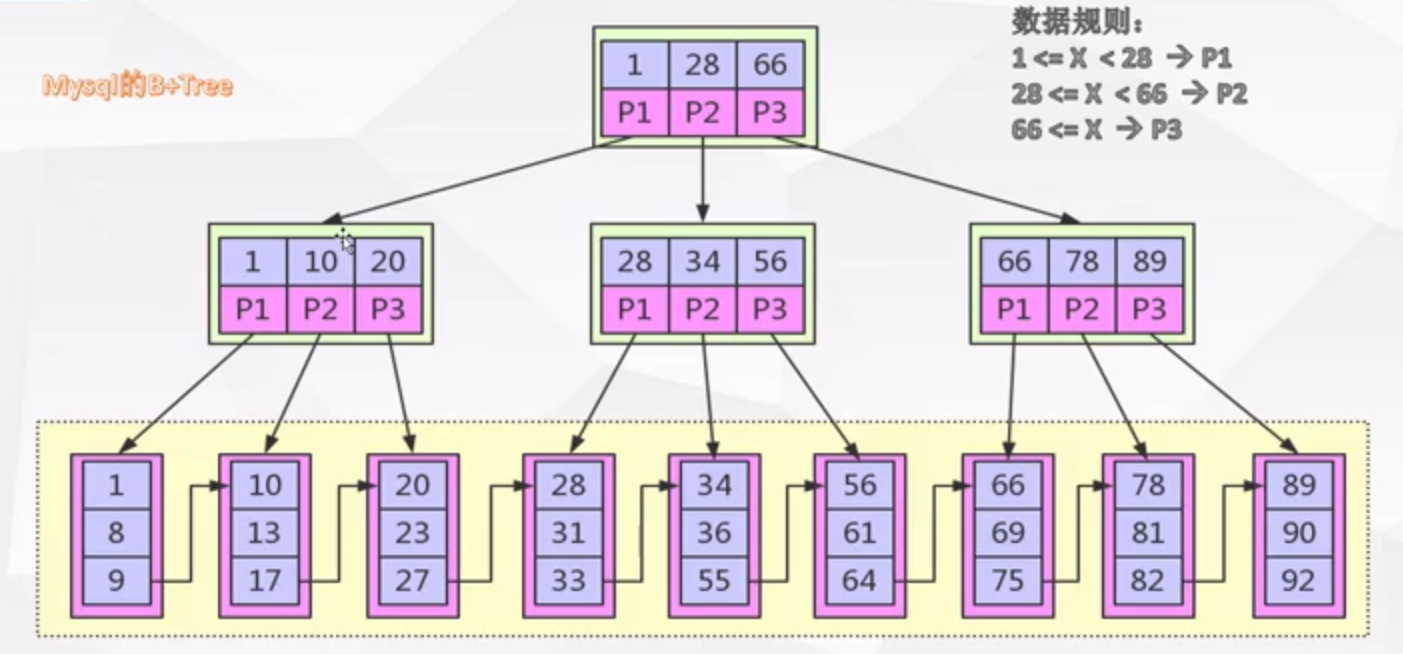 Mysql的B+Tree
数据规则：
1 <= X < 28 → P1
28 <= X < 66 → P2
66 <= X → P3
1 28 66
P1 P2 P3
1 10 20
P1 P2 P3
28 34 56
P1 P2 P3
66 78 89
P1 P2 P3
1
8
9
10
13
17
20
23
27
28
31
33
34
36
55
56
61
64
66
69
75
78
81
82
89
90
92